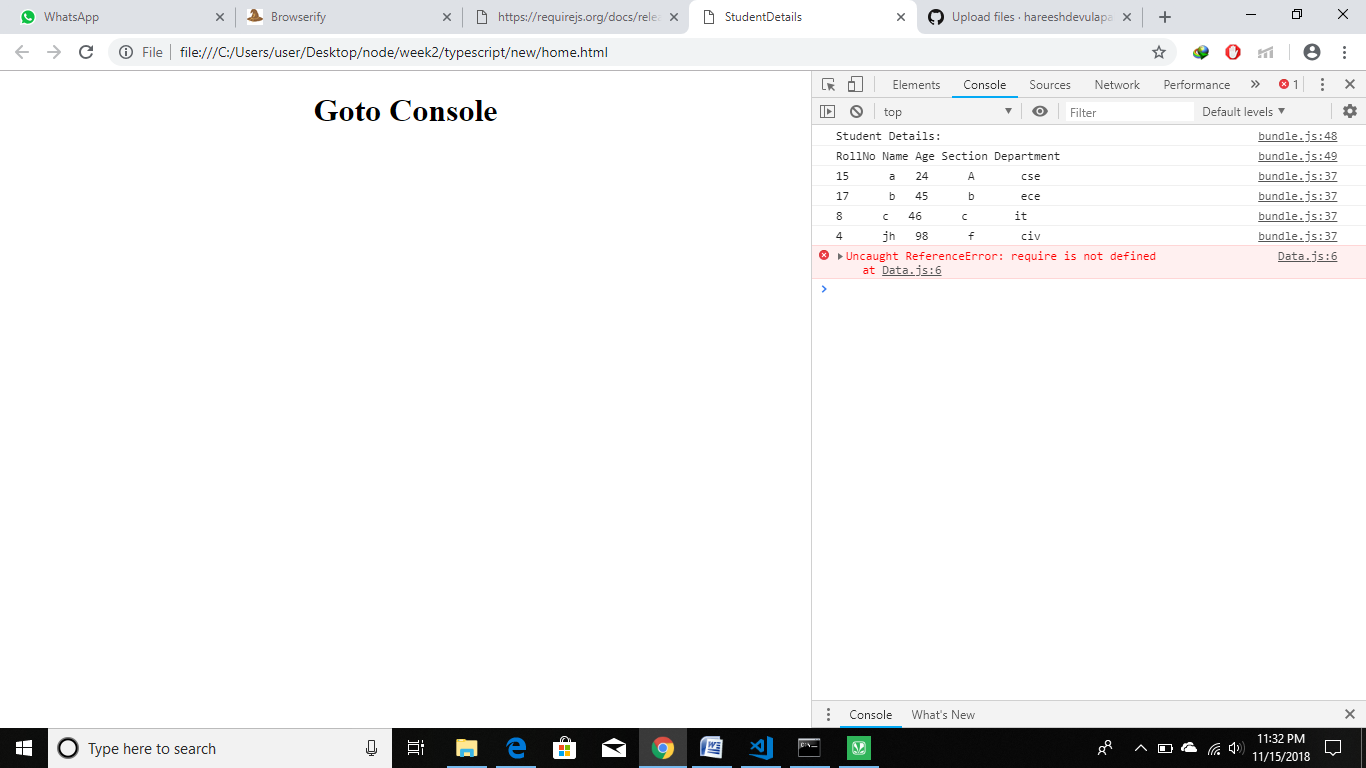 WhatsApp
Browserify
https://requirejs.org/docs/relea
StudentDetails
Upload files · hareeshdevulapa
File
file:///C:/Users/user/Desktop/node/week2/typescript/new/home.html
Goto Console
Elements Console Sources Network Performance » 1
top Filter Default levels
Student Details: bundle.js:48
RollNo Name Age Section Department bundle.js:49
15 a 24 A cse bundle.js:37
17 b 45 b ece bundle.js:37
8 c 46 c it bundle.js:37
4 jh 98 f civ bundle.js:37
Uncaught ReferenceError: require is not defined Data.js:6
at Data.js:6
Console What's New
Type here to search
11:32 PM
11/15/2018